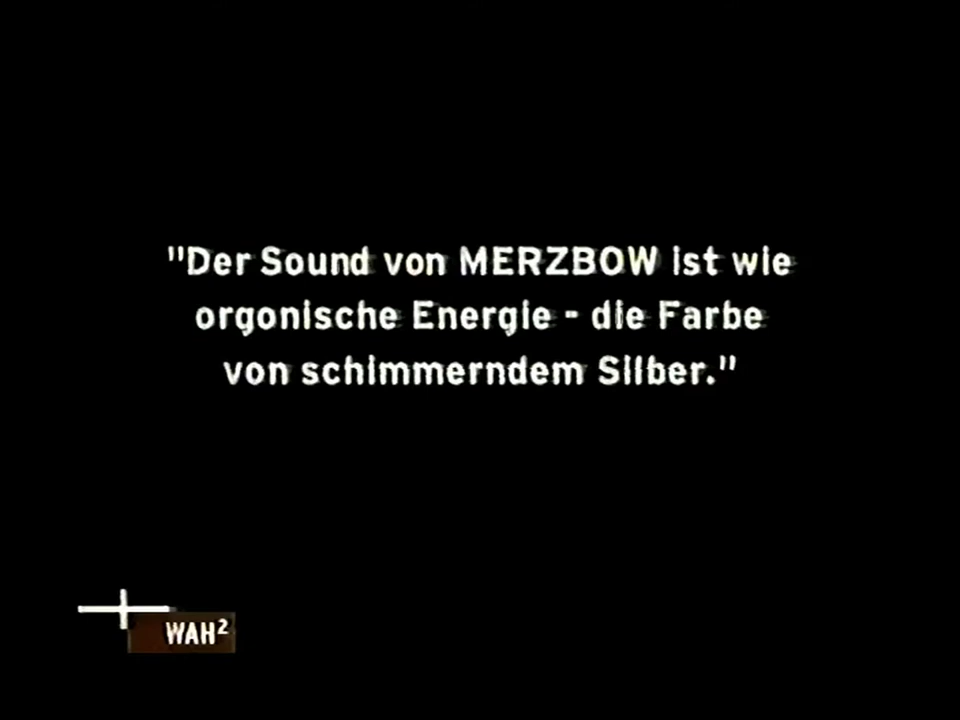 "Der Sound von MERZBOW ist wie
orgonische Energie - die Farbe
von schimmerndem Silber."
WAH²